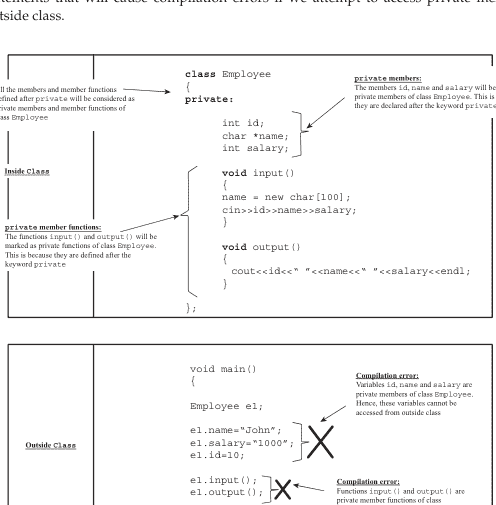 statements that will cause compilation errors if we attempt to access private
outside class.
class Employee
{
private:
int id;
char *name;
int salary;
void input()
{
name = new char[100];
cin>>id>>name>>salary;
}
void output()
{
cout<<id<<“ ”<<name<<“ ”<<salary<<endl;
}
};
ll the members and member functions
efined after private will be considered as
rivate members and member functions of
ass Employee
private members:
The members id, name and salary will be
private members of class Employee. This is
they are declared after the keyword private
Inside Class
private member functions:
The functions input() and output() will be
marked as private functions of class Employee.
This is because they are defined after the
keyword private
void main()
{
Employee e1;
e1.name=“John”;
e1.salary=“1000”;
e1.id=10;
e1.input();
e1.output();
Compilation error:
Variables id, name and salary are
private members of class Employee.
Hence, these variables cannot be
accessed from outside class
Outside Class
Compilation error:
Functions input() and output() are
private member functions of class